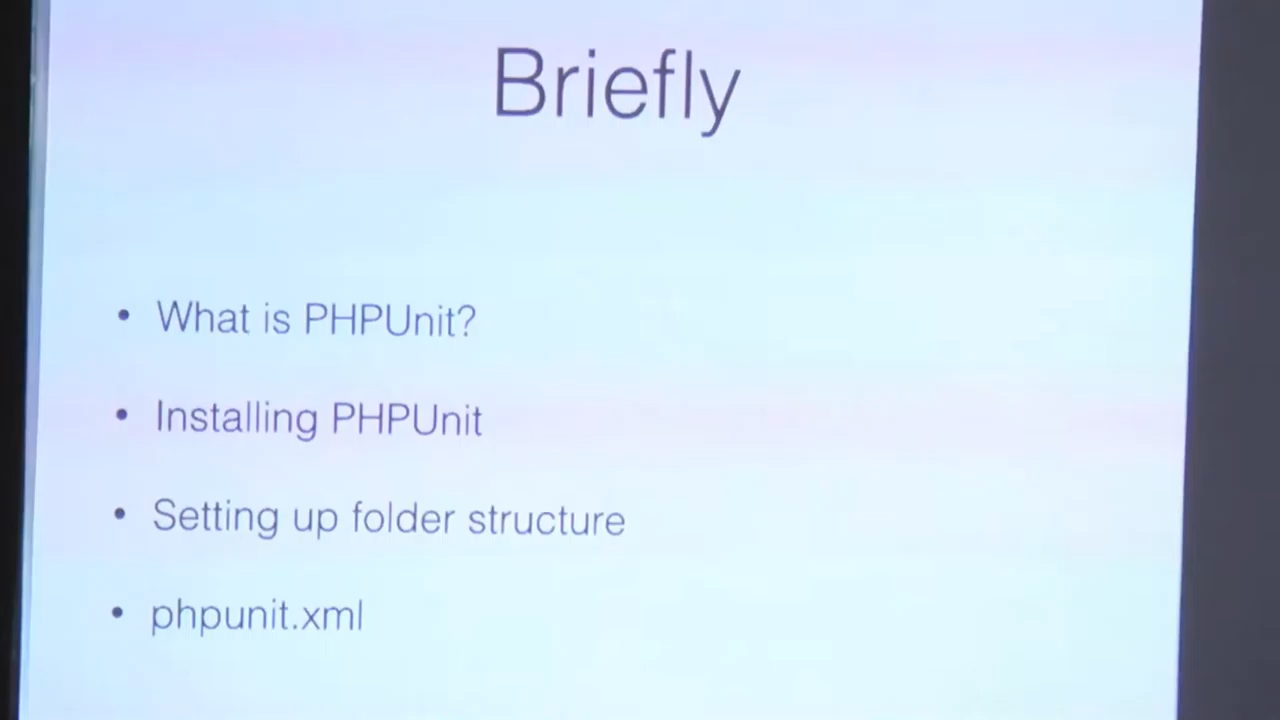 Briefly
• What is PHPUnit?
• Installing PHPUnit
• Setting up folder structure
• phpunit.xml